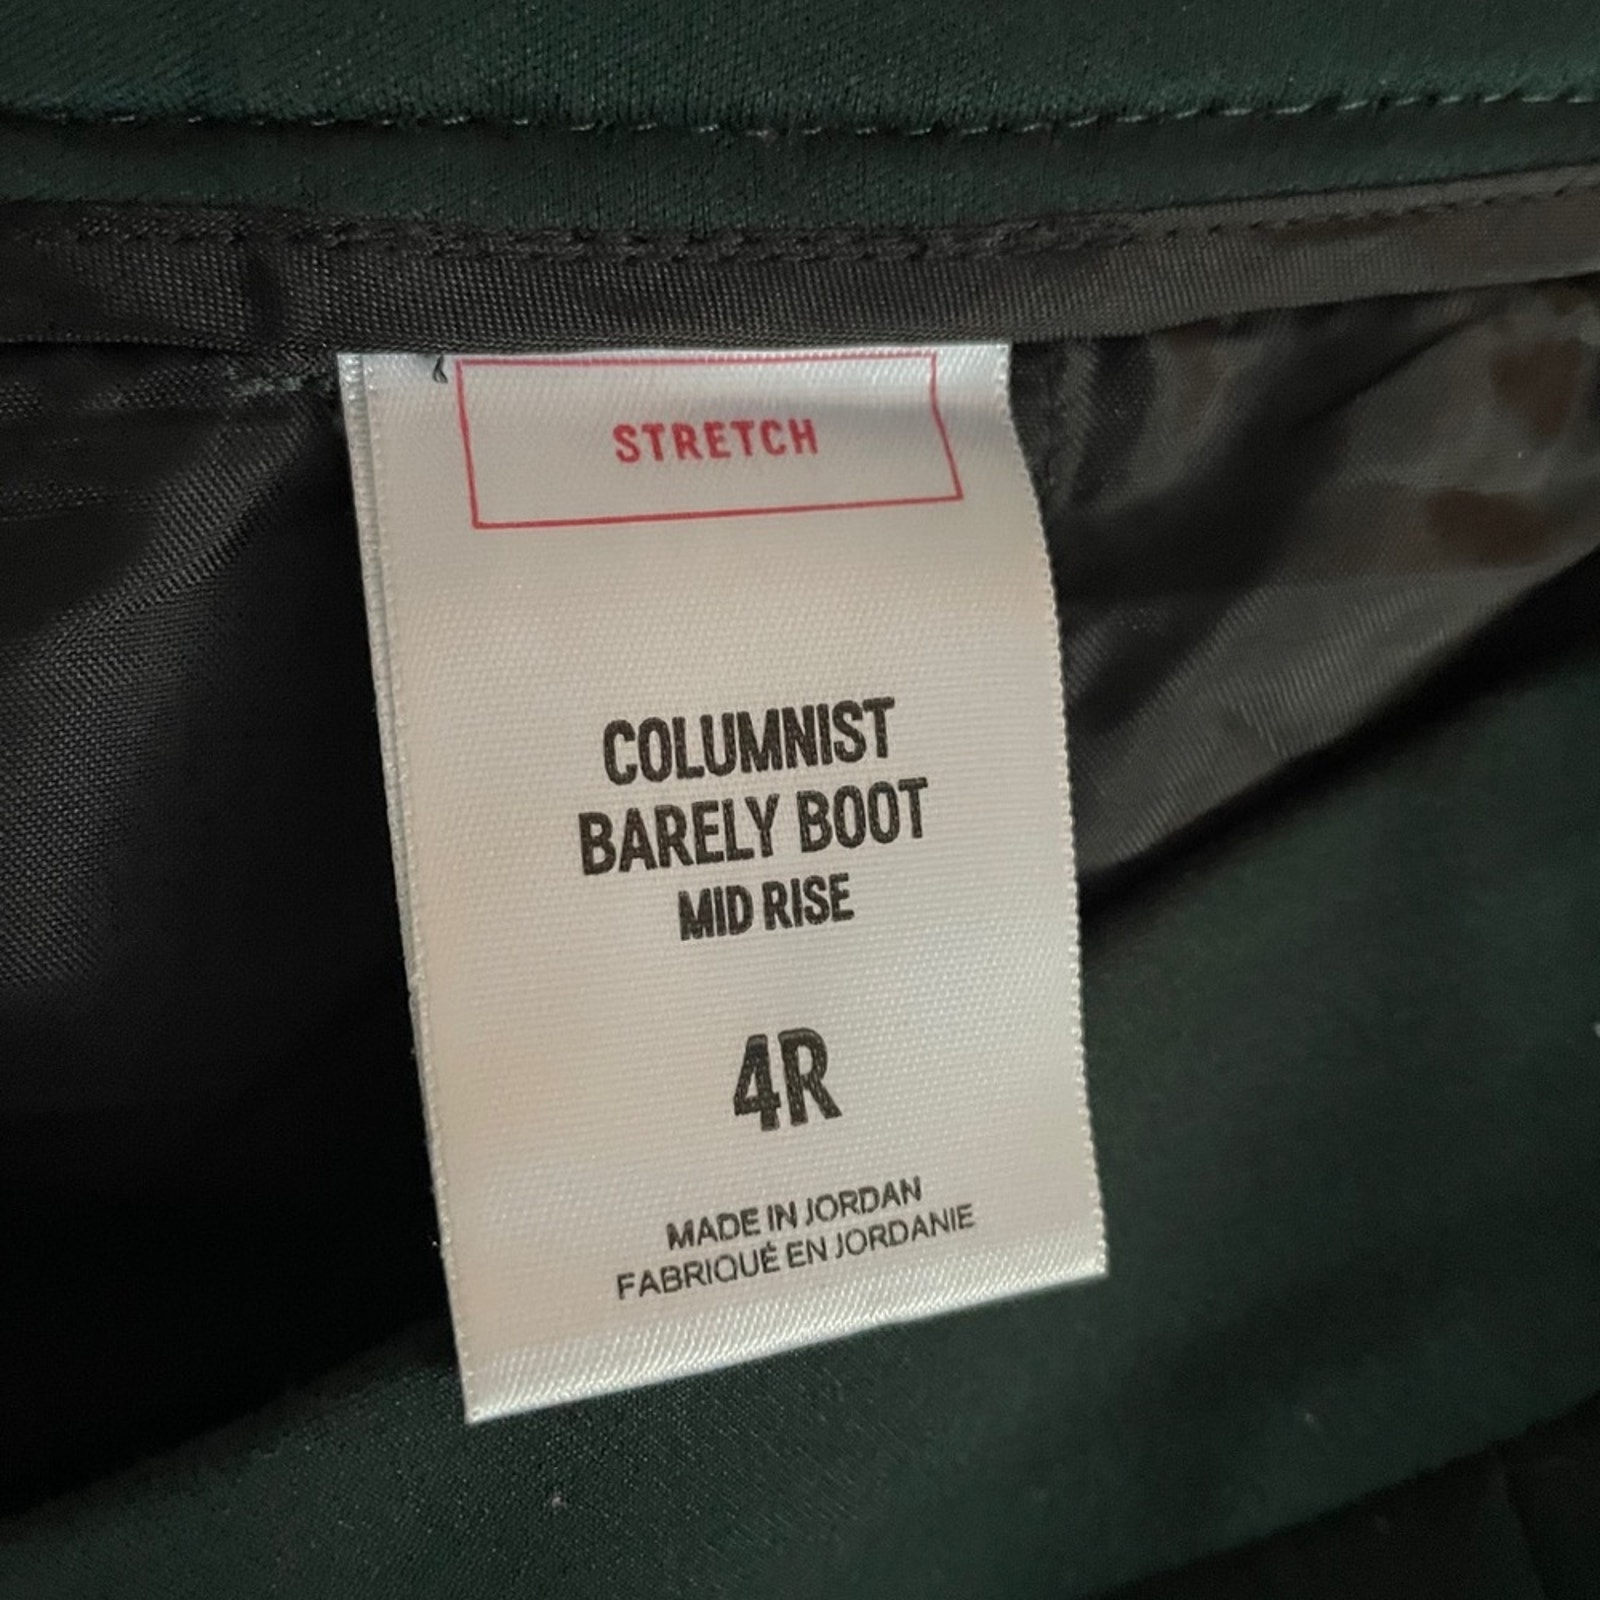 STRETCH
COLUMNIST
BARELY BOOT
MID RISE
4R
MADE IN JORDAN
FABRIQUÉ EN JORDANIE